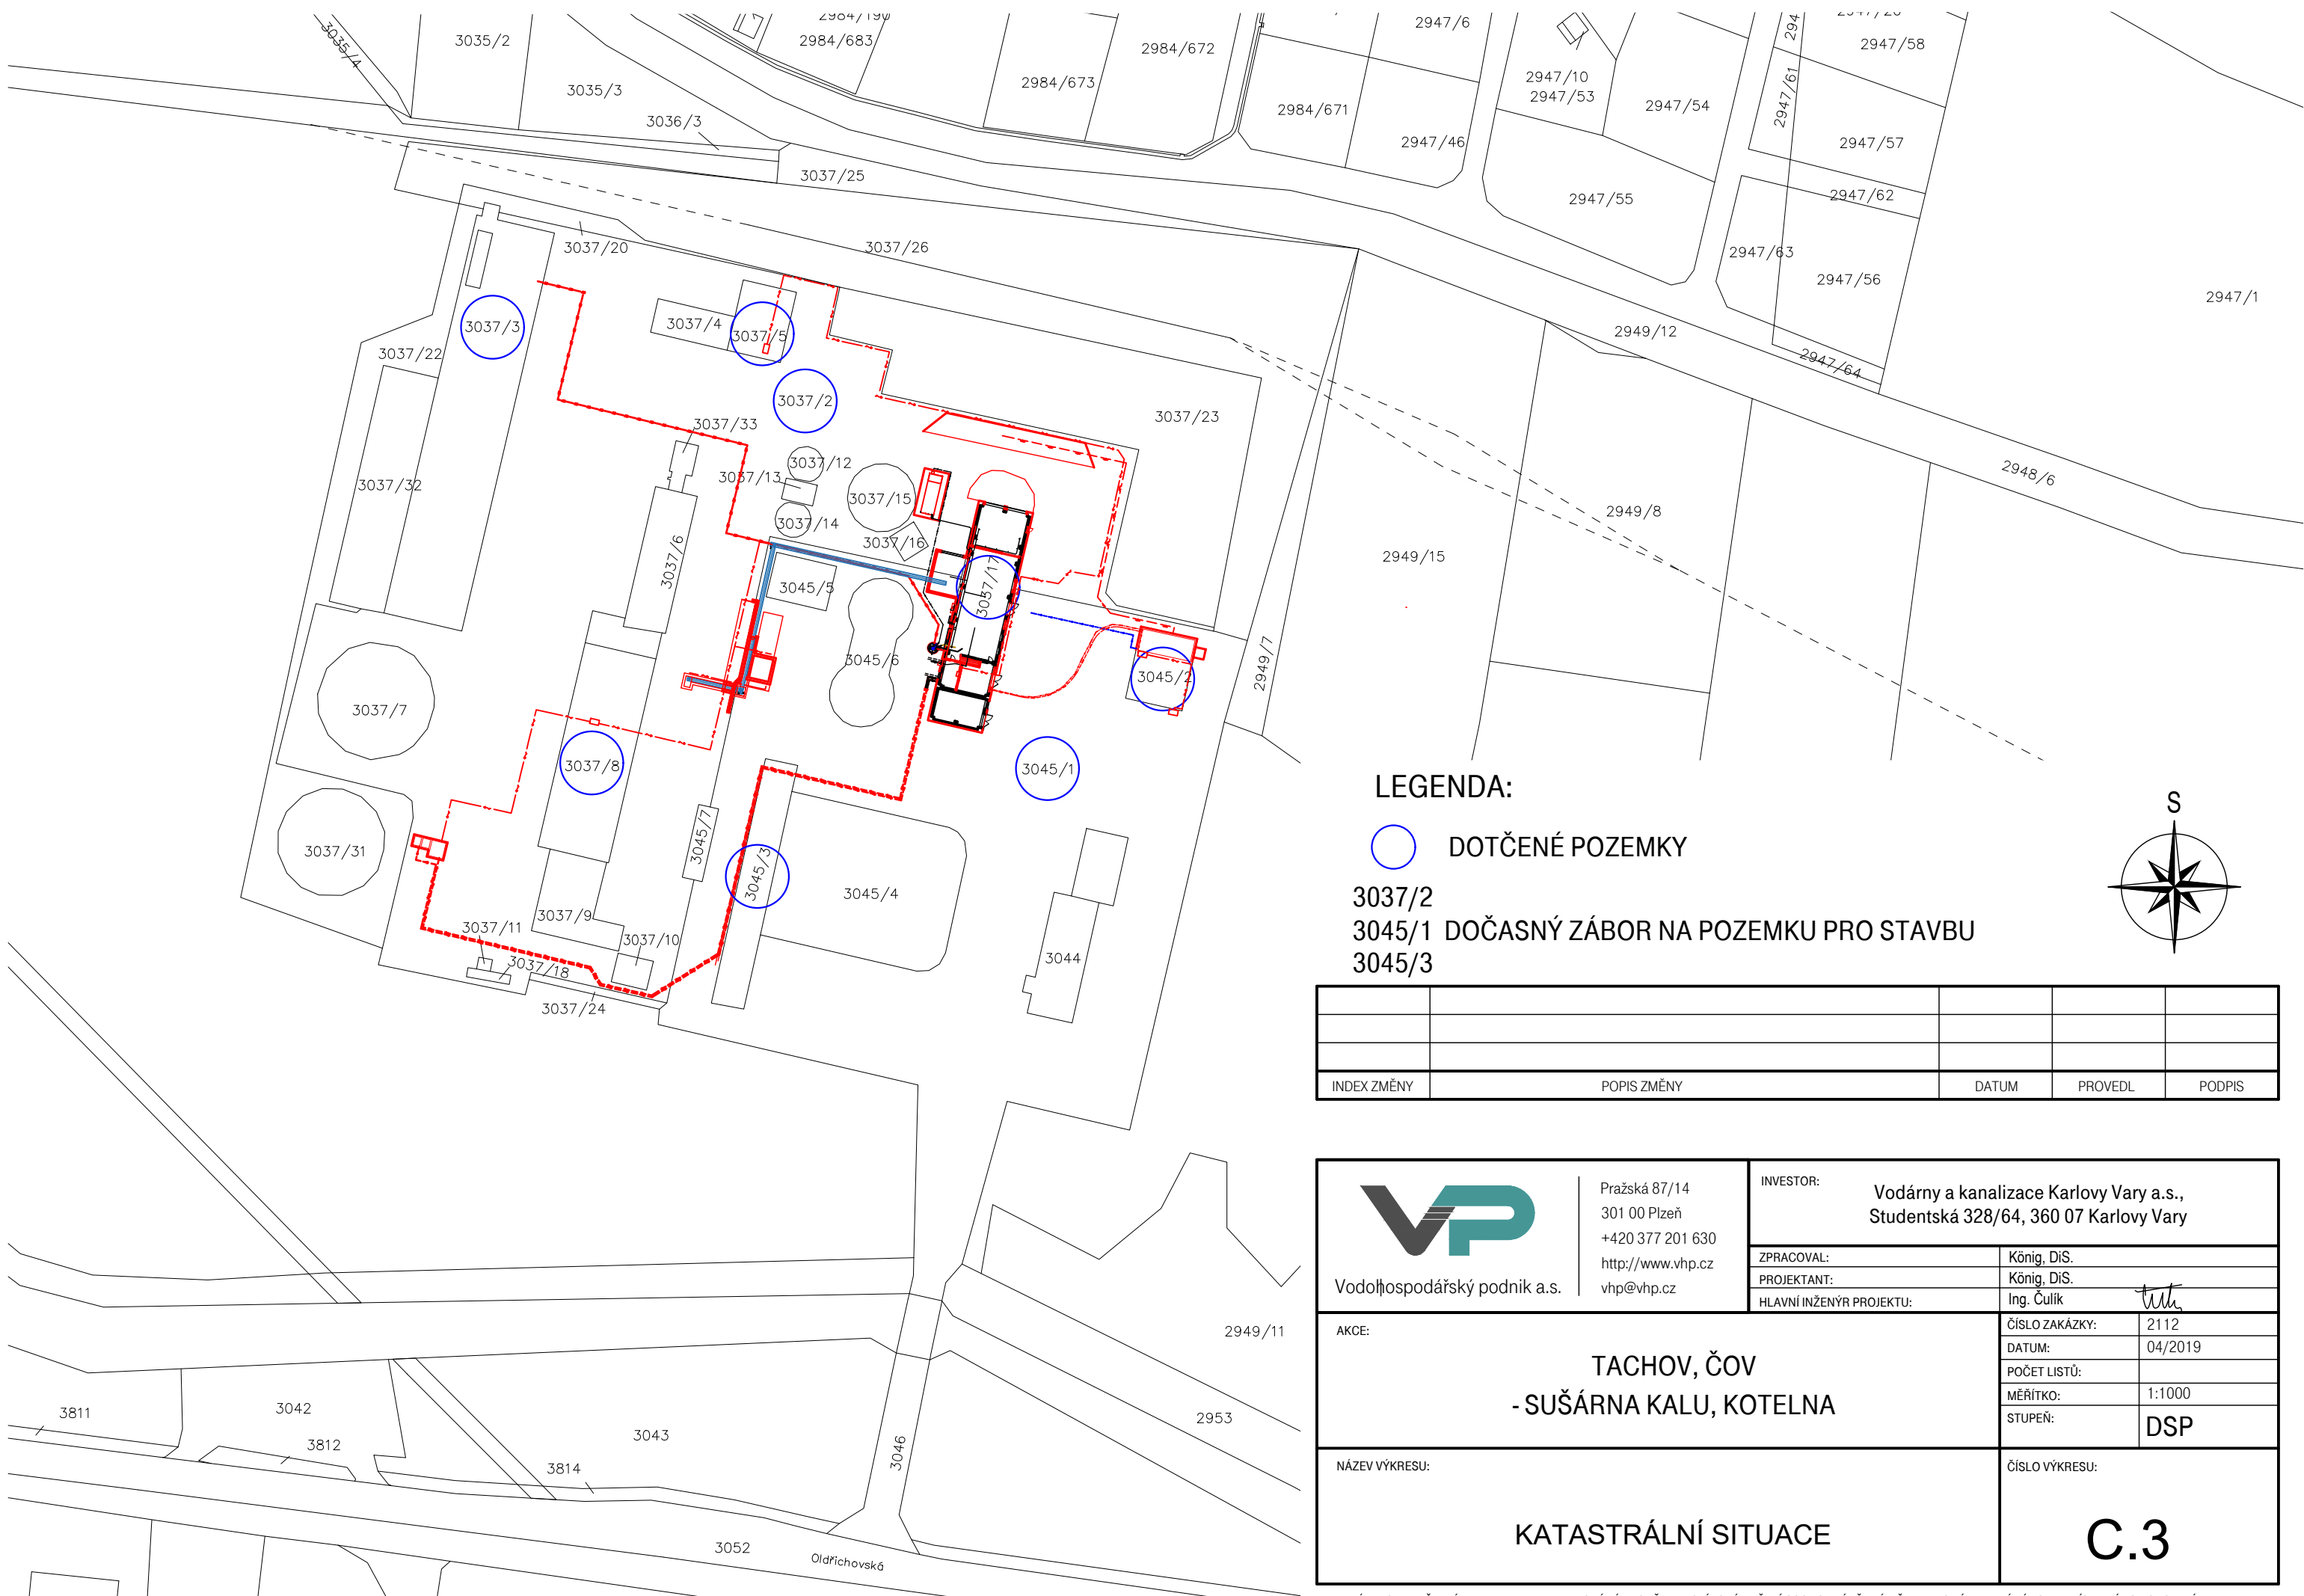 2984/190
2947/6
2947/58
3035/4
3035/2
2984/683
2984/672
2984/673
2947/10
2947/53
2947/54
2947/61
3035/3
2984/671
3036/3
2947/46
2947/57
3037/25
2947/55
2947/62
3037/20
3037/26
2947/63
2947/56
2947/1
3037/3
3037/4
3037/5
2949/12
3037/22
2947/64
3037/2
3037/33
3037/23
3037/12
3037/13
3037/32
3037/15
2948/6
3037/14
2949/8
3037/16
3037/6
2949/15
3037/17
3045/5
3045/6
3045/2
2949/7
3037/7
3037/8
3045/1
3045/7
3037/31
3045/3
3045/4
3037/9
3037/11
3037/10
3037/18
3044
3037/24
LEGENDA:
DOTČENÉ POZEMKY
3037/2
3045/1 DOČASNÝ ZÁBOR NA POZEMKU PRO STAVBU
3045/3
S
INDEX ZMĚNY POPIS ZMĚNY DATUM PROVEDL PODPIS
VP
Vodohospodářský podnik a.s.
Pražská 87/14
301 00 Plzeň
+420 377 201 630
http://www.vhp.cz
vhp@vhp.cz
INVESTOR:
Vodárny a kanalizace Karlovy Vary a.s.,
Studentská 328/64, 360 07 Karlovy Vary
ZPRACOVAL: König, DiS.
PROJEKTANT: König, DiS.
HLAVNÍ INŽENÝR PROJEKTU: Ing. Čulík
AKCE:
TACHOV, ČOV
- SUŠÁRNA KALU, KOTELNA
ČÍSLO ZAKÁZKY: 2112
DATUM: 04/2019
POČET LISTŮ:
MĚŘÍTKO: 1:1000
STUPEŇ: DSP
NÁZEV VÝKRESU:
KATASTRÁLNÍ SITUACE
ČÍSLO VÝKRESU:
C.3
2949/11
2953
3811
3042
3812
3043
3814
3046
3052
Oldřichovská